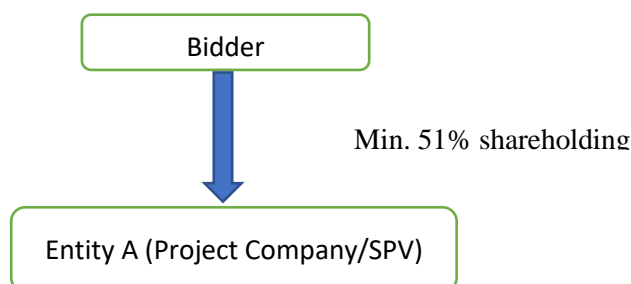 Bidder
Min. 51% shareholding
Entity A (Project Company/SPV)